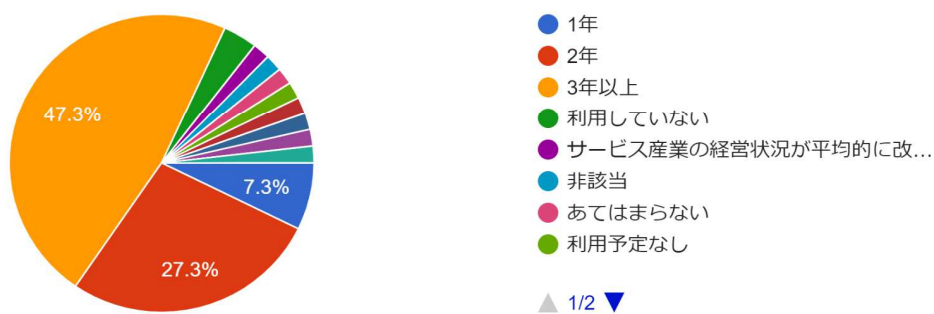 47.3%
7.3%
27.3%
1年
2年
3年以上
利用していない
サービス産業の経営状況が平均的に改…
非該当
あてはまらない
利用予定なし
1/2